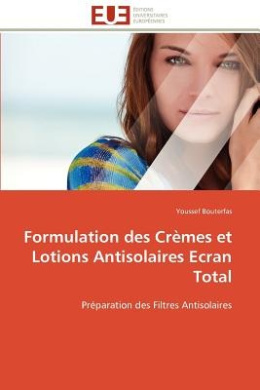 EUE
EDITIONS
UNIVERSITAIRES
EUROPEENNES
Youssef Bouterfas
Formulation des Crèmes et
Lotions Antisolaires Ecran
Total
Préparation des Filtres Antisolaires